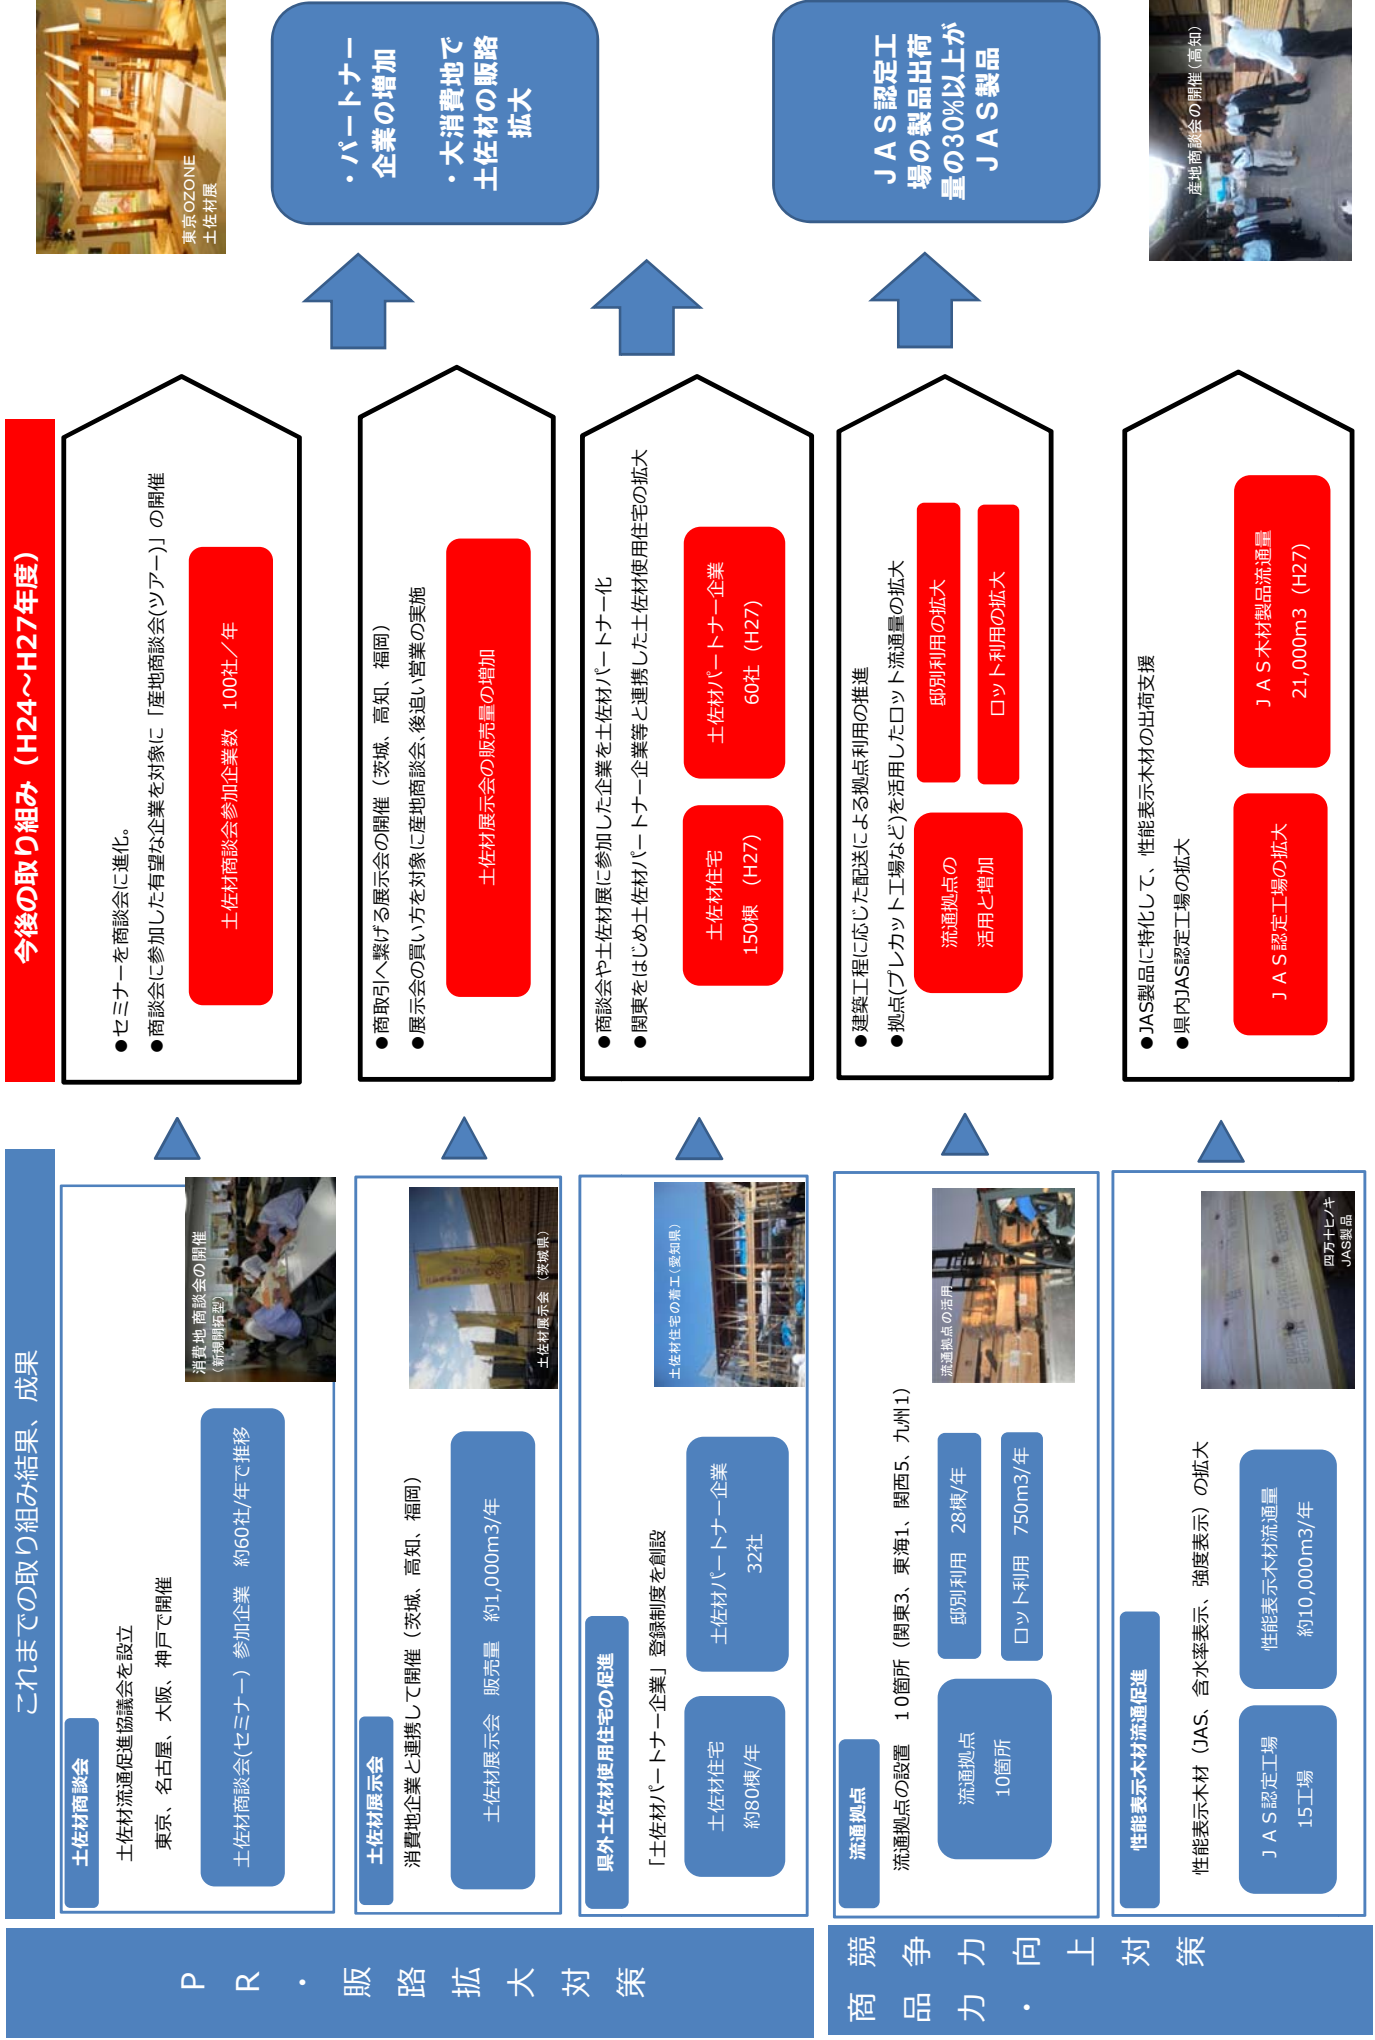 これまでの取り組み結果、成果
今後の取り組み（H24～H27年度）
ＰＲ・販路拡大対策
土佐材商談会
土佐材流通促進協議会を設立
東京、名古屋、大阪、神戸で開催
土佐材商談会(セミナー）参加企業　約60社/年で推移
消費地 商談会の開催
（新規開拓型）
●セミナーを商談会に進化。
●商談会に参加した有望な企業を対象に「産地商談会(ツアー)」の開催
土佐材商談会参加企業数　100社／年
土佐材展示会
消費地企業と連携して開催（茨城、高知、福岡）
土佐材展示会　販売量　約1,000m3/年
土佐材展示会（茨城県）
●商取引へ繋げる展示会の開催（茨城、高知、福岡）
●展示会の買い方を対象に産地商談会、後追い営業の実施
土佐材展示会の販売量の増加
県外土佐材使用住宅の促進
「土佐材パートナー企業」登録制度を創設
土佐材住宅
約80棟/年
土佐材パートナー企業
32社
土佐材住宅の着工（愛知県）
●商談会や土佐材展に参加した企業を土佐材パートナー化
●関東をはじめ土佐材パートナー企業等と連携した土佐材使用住宅の拡大
土佐材住宅
150棟（H27）
土佐材パートナー企業
60社（H27）
東京OZONE
土佐材展
・パートナー
企業の増加
・大消費地で
土佐材の販路
拡大
商品力・
競争力向上対策
流通拠点
流通拠点の設置　10箇所（関東3、東海1、関西5、九州1）
流通拠点
10箇所
邸別利用　28棟/年
ロット利用　750m3/年
流通拠点の活用
●建築工程に応じた配送による拠点利用の推進
●拠点(プレカット工場など)を活用したロット流通量の拡大
流通拠点の
活用と増加
邸別利用の拡大
ロット利用の拡大
性能表示木材流通促進
性能表示木材（JAS、含水率表示、強度表示）の拡大
ＪＡＳ認定工場
15工場
性能表示木材流通量
約10,000m3/年
四万十ヒノキ
JAS製品
●JAS製品に特化して、性能表示木材の出荷支援
●県内JAS認定工場の拡大
ＪＡＳ認定工場の拡大
ＪＡＳ木材製品流通量
21,000m3（H27）
ＪＡＳ認定工
場の製品出荷
量の30%以上が
ＪＡＳ製品
産地商談会の開催（高知）